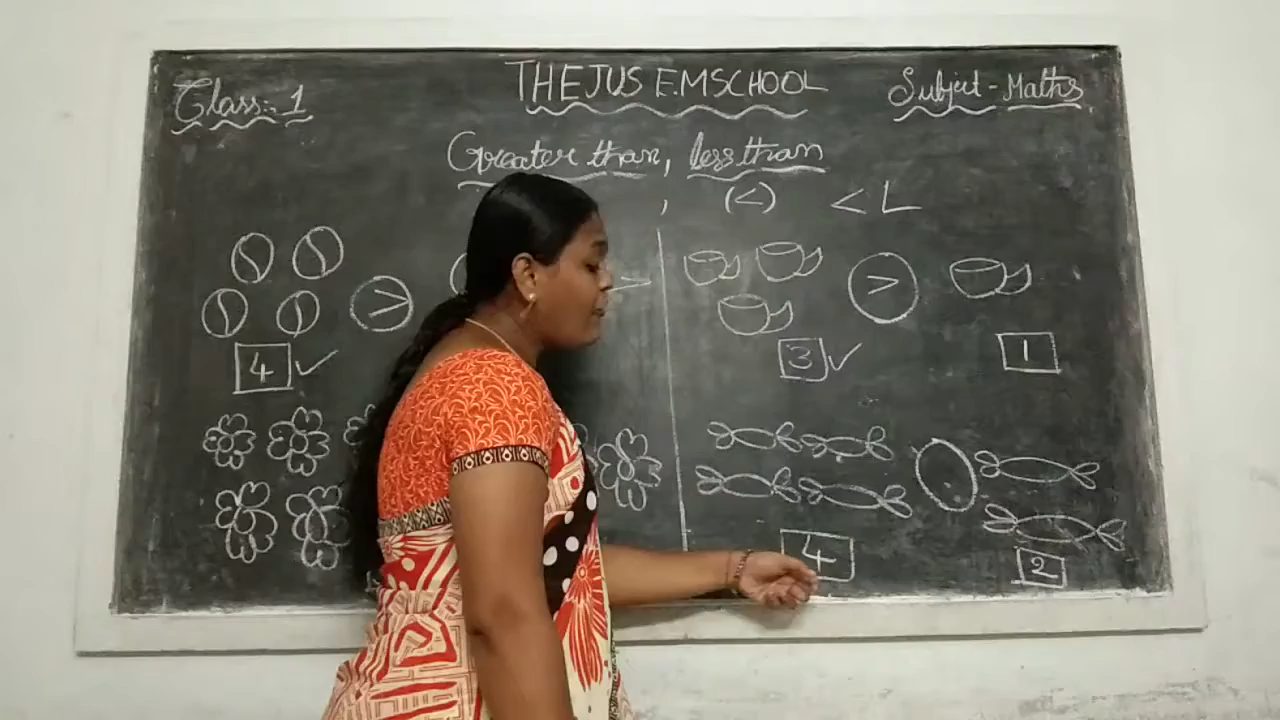 THEJUS E.M SCHOOL
Class:- 1
Subject - Maths
Greater than, less than
, (<) < L
>
>
4 ✓
3 ✓
1
4
2